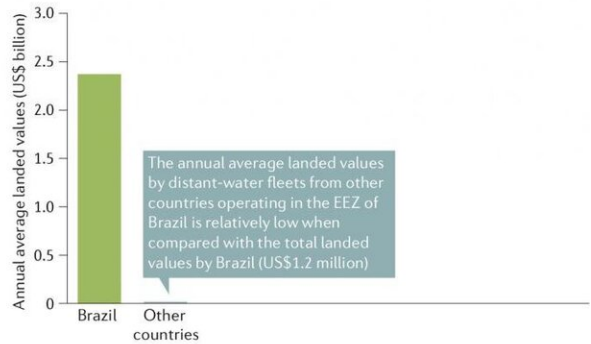 Annual average landed values (US$ billion)
3.0
2.5
2.0
1.5
1.0
0.5
0
The annual average landed values
by distant-water fleets from other
countries operating in the EEZ of
Brazil is relatively low when
compared with the total landed
values by Brazil (US$1.2 million)
Brazil
Other
countries